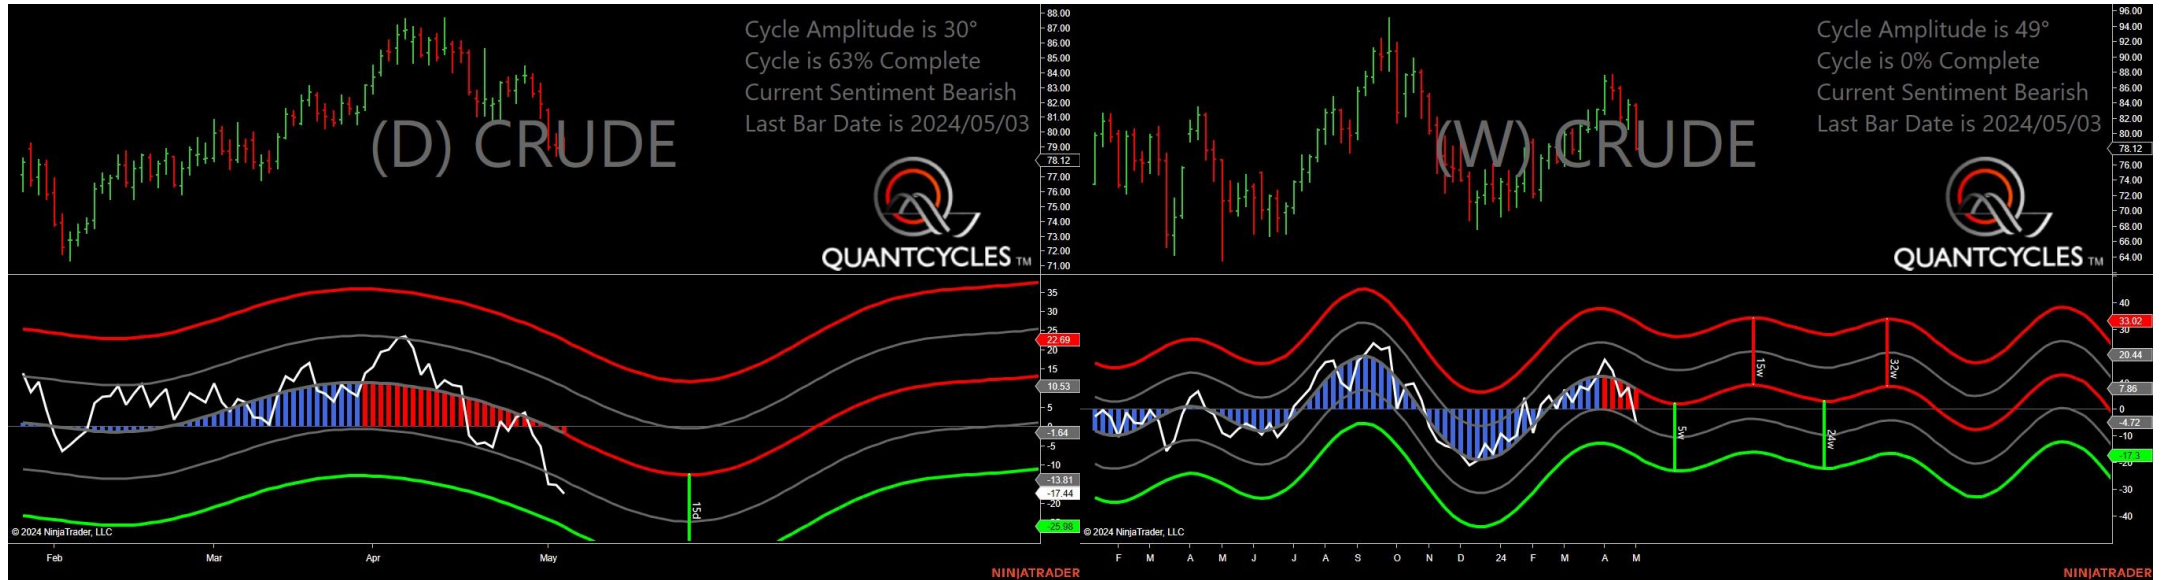 Cycle Amplitude is 30°
Cycle is 63% Complete
Current Sentiment Bearish
Last Bar Date is 2024/05/03
(D) CRUDE
QUANTCYCLES TM
88.00
87.00
86.00
85.00
84.00
83.00
82.00
81.00
80.00
79.00
78.12
77.00
76.00
75.00
74.00
73.00
72.00
71.00
35
30
25
22.69
20
15
10.53
5
-1.64
-5
-10
-13.81
-17.44
-20
-25.98
15d
© 2024 NinjaTrader, LLC
Feb Mar Apr May
NINJATRADER
Cycle Amplitude is 49°
Cycle is 0% Complete
Current Sentiment Bearish
Last Bar Date is 2024/05/03
(W) CRUDE
QUANTCYCLES TM
96.00
94.00
92.00
90.00
88.00
86.00
84.00
82.00
80.00
78.12
76.00
74.00
72.00
70.00
68.00
66.00
64.00
40
33.02
30
20.44
7.86
0
-4.72
-10
-17.3
-20
-30
-40
5w
15w
24w
32w
© 2024 NinjaTrader, LLC
F M A M J J A S O N D 24 F M A M
NINJATRADER